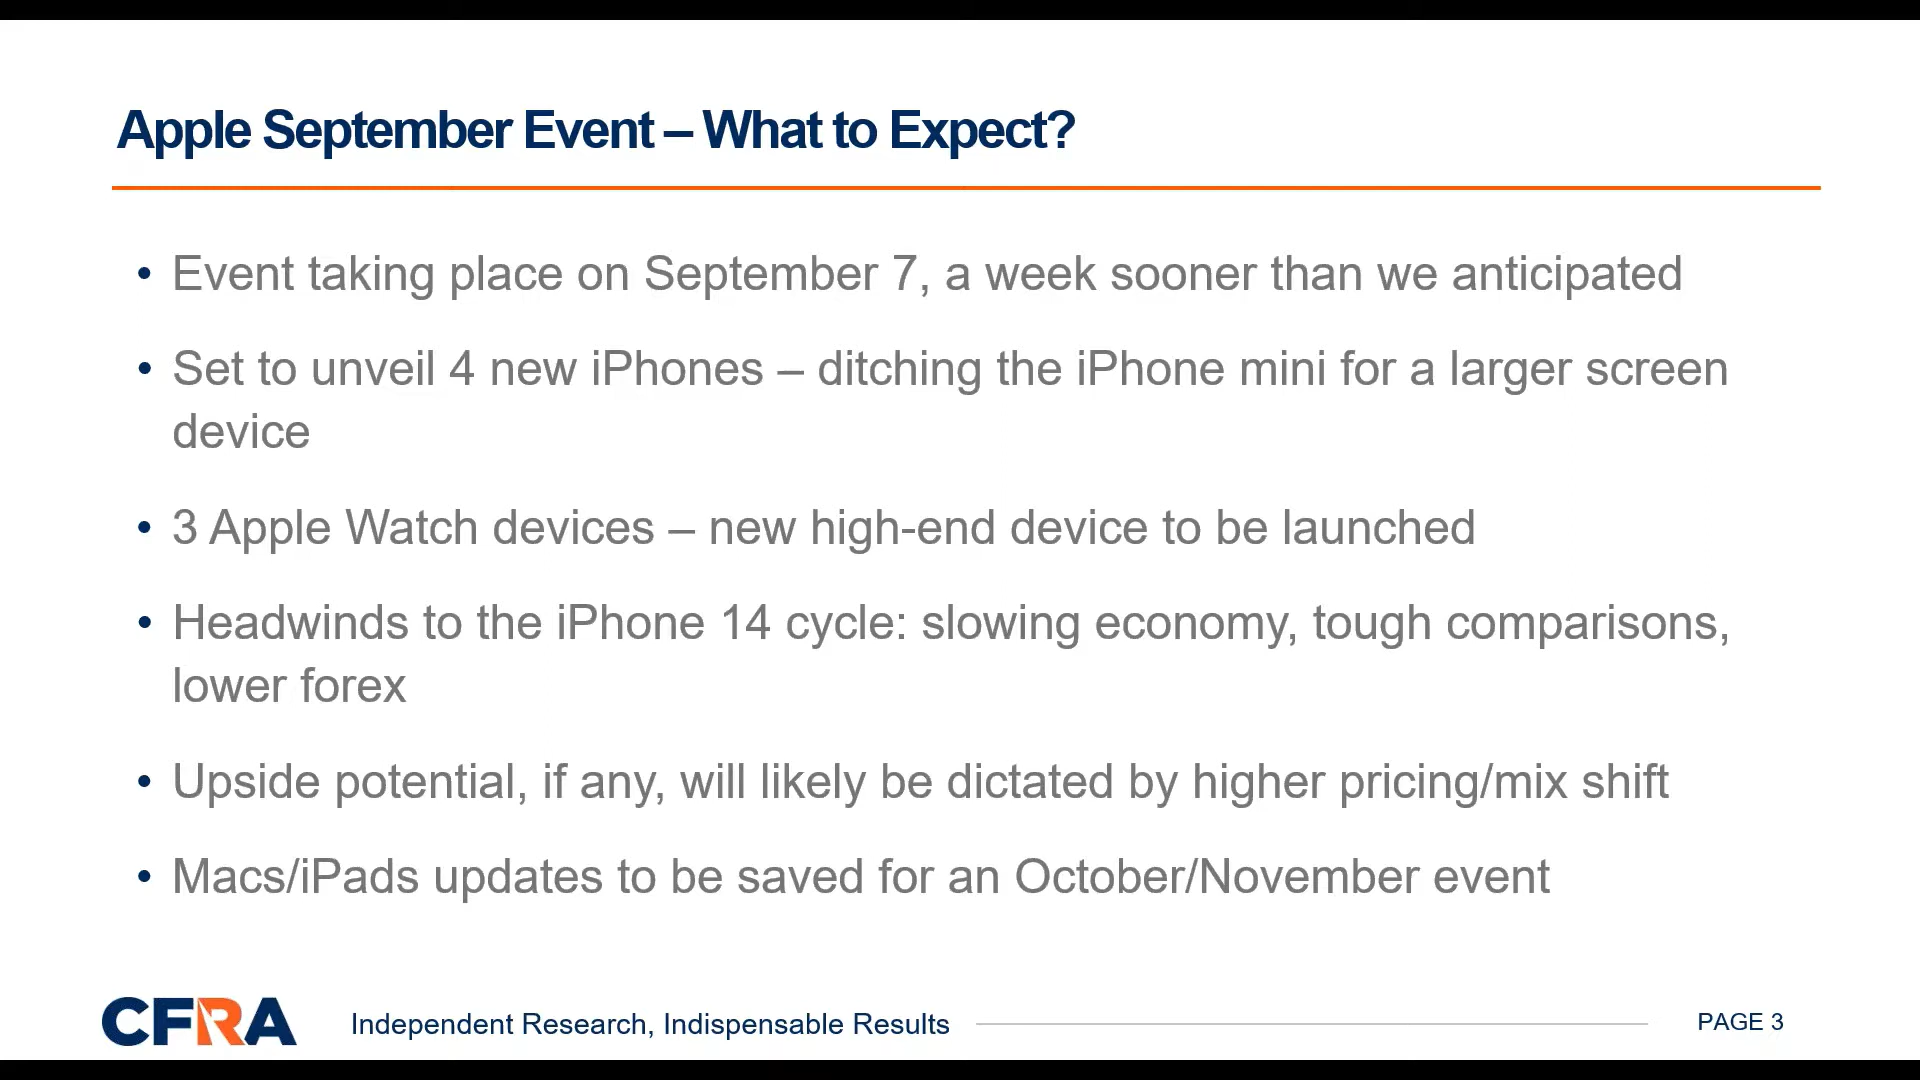 Apple September Event – What to Expect?
• Event taking place on September 7, a week sooner than we anticipated
• Set to unveil 4 new iPhones – ditching the iPhone mini for a larger screen
device
• 3 Apple Watch devices – new high-end device to be launched
• Headwinds to the iPhone 14 cycle: slowing economy, tough comparisons,
lower forex
• Upside potential, if any, will likely be dictated by higher pricing/mix shift
• Macs/iPads updates to be saved for an October/November event
CFRA Independent Research, Indispensable Results PAGE 3